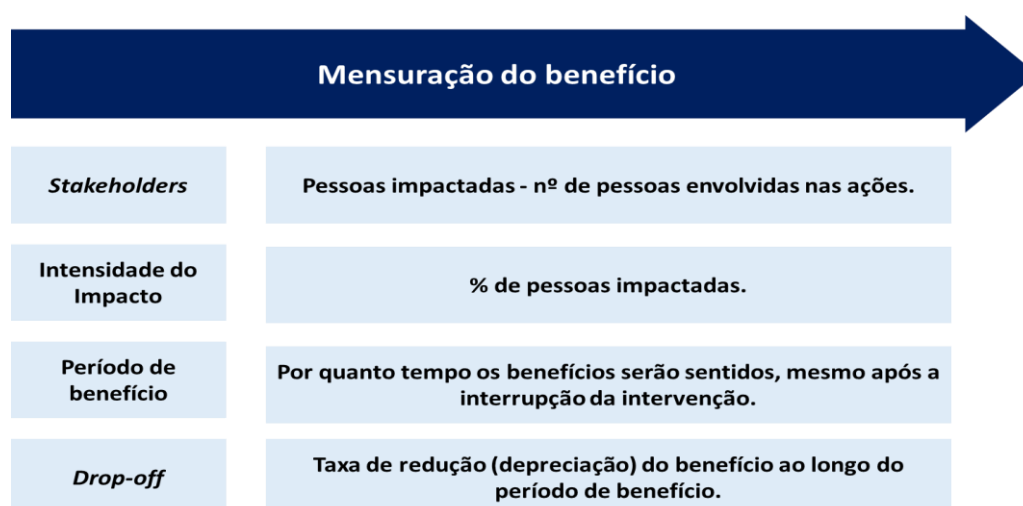 Mensuração do benefício
Stakeholders
Pessoas impactadas - nº de pessoas envolvidas nas ações.
Intensidade do
Impacto
% de pessoas impactadas.
Período de
benefício
Por quanto tempo os benefícios serão sentidos, mesmo após a
interrupção da intervenção.
Drop-off
Taxa de redução (depreciação) do benefício ao longo do
período de benefício.